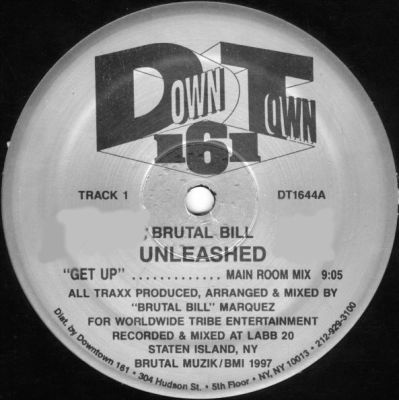 DOWN TOWN
161
TRACK 1 DT1644A
BRUTAL BILL
UNLEASHED
"GET UP" ............. MAIN ROOM MIX 9:05
ALL TRAXX PRODUCED, ARRANGED & MIXED BY
"BRUTAL BILL" MARQUEZ
FOR WORLDWIDE TRIBE ENTERTAINMENT
RECORDED & MIXED AT LABB 20
STATEN ISLAND, NY
BRUTAL MUZIK/BMI 1997
Dist. by Downtown 161 • 304 Hudson St. • 5th Floor • NY, NY 10013 • 212-929-3100